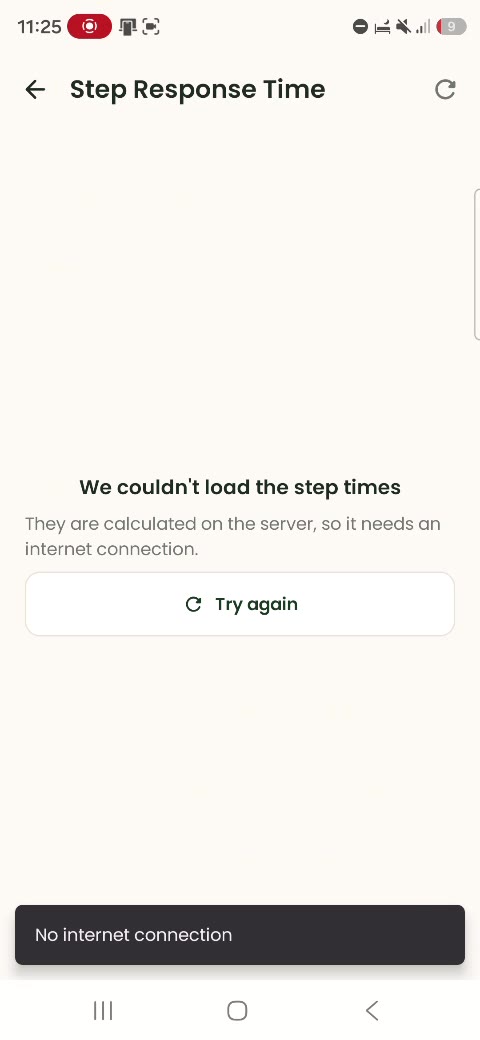 11:25
9
Step Response Time
We couldn't load the step times
They are calculated on the server, so it needs an
internet connection.
Try again
No internet connection